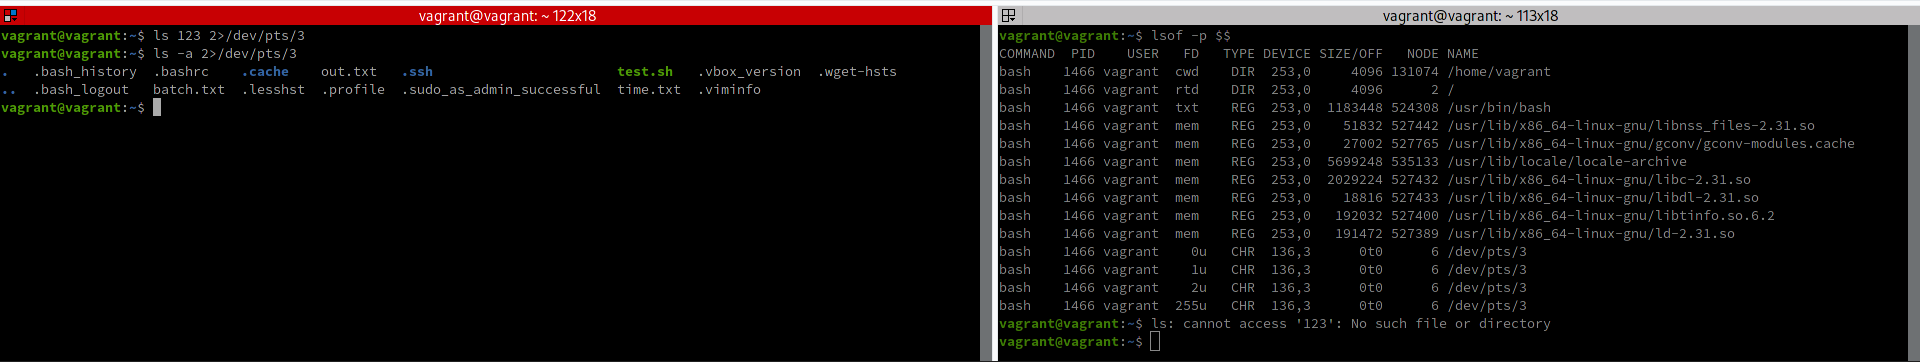 vagrant@vagrant: ~ 122x18
vagrant@vagrant:~$ ls 123 2>/dev/pts/3
vagrant@vagrant:~$ ls -a 2>/dev/pts/3
.   .bash_history  .bashrc    .cache    out.txt   .ssh                       test.sh   .vbox_version  .wget-hsts
..  .bash_logout   batch.txt  .lesshst  .profile  .sudo_as_admin_successful  time.txt  .viminfo
vagrant@vagrant:~$
vagrant@vagrant: ~ 113x18
vagrant@vagrant:~$ lsof -p $$
COMMAND  PID    USER   FD   TYPE DEVICE SIZE/OFF   NODE NAME
bash    1466 vagrant  cwd    DIR  253,0     4096 131074 /home/vagrant
bash    1466 vagrant  rtd    DIR  253,0     4096      2 /
bash    1466 vagrant  txt    REG  253,0  1183448 524308 /usr/bin/bash
bash    1466 vagrant  mem    REG  253,0    51832 527442 /usr/lib/x86_64-linux-gnu/libnss_files-2.31.so
bash    1466 vagrant  mem    REG  253,0    27002 527765 /usr/lib/x86_64-linux-gnu/gconv/gconv-modules.cache
bash    1466 vagrant  mem    REG  253,0  5699248 535133 /usr/lib/locale/locale-archive
bash    1466 vagrant  mem    REG  253,0  2029224 527432 /usr/lib/x86_64-linux-gnu/libc-2.31.so
bash    1466 vagrant  mem    REG  253,0    18816 527433 /usr/lib/x86_64-linux-gnu/libdl-2.31.so
bash    1466 vagrant  mem    REG  253,0   192032 527400 /usr/lib/x86_64-linux-gnu/libtinfo.so.6.2
bash    1466 vagrant  mem    REG  253,0   191472 527389 /usr/lib/x86_64-linux-gnu/ld-2.31.so
bash    1466 vagrant    0u   CHR  136,3      0t0      6 /dev/pts/3
bash    1466 vagrant    1u   CHR  136,3      0t0      6 /dev/pts/3
bash    1466 vagrant    2u   CHR  136,3      0t0      6 /dev/pts/3
bash    1466 vagrant  255u   CHR  136,3      0t0      6 /dev/pts/3
vagrant@vagrant:~$ ls: cannot access '123': No such file or directory
vagrant@vagrant:~$